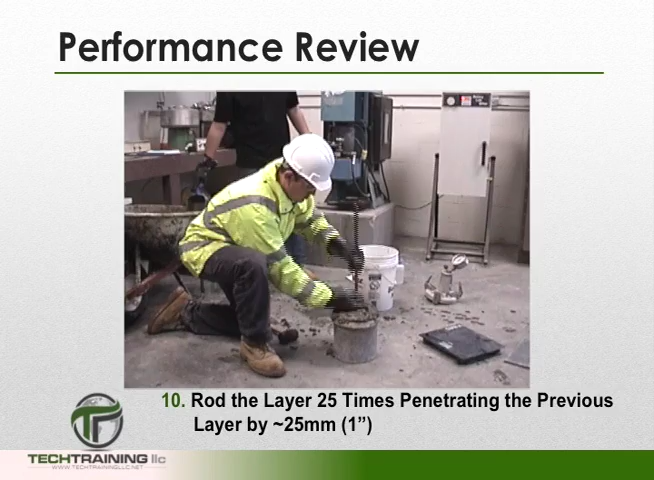 Performance Review
10. Rod the Layer 25 Times Penetrating the Previous
Layer by ~25mm (1”)
TECHTRAINING llc
WWW.TECHTRAININGLLC.NET